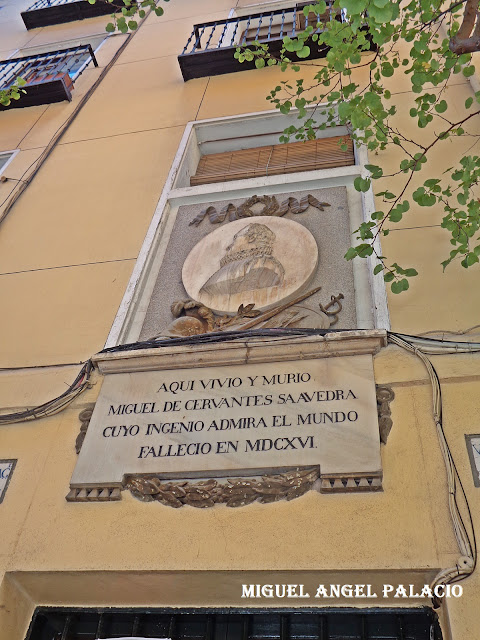 AQUI VIVIO Y MURIO
MIGUEL DE CERVANTES SAAVEDRA
CUYO INGENIO ADMIRA EL MUNDO
FALLECIO EN MDCXVI.
MIGUEL ANGEL PALACIO